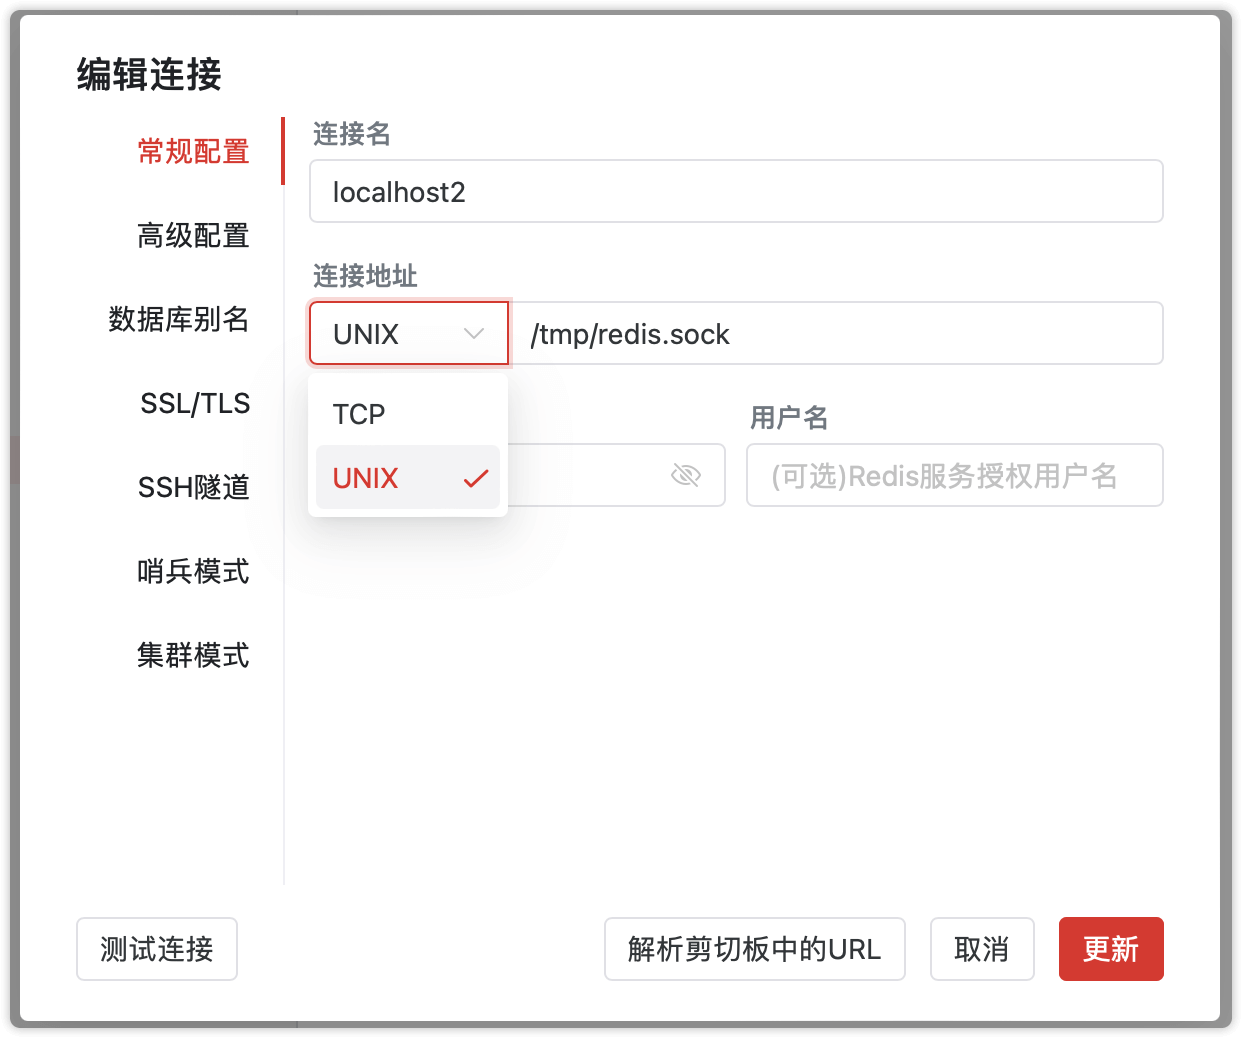 编辑连接
常规配置
高级配置
数据库别名
SSL/TLS
SSH隧道
哨兵模式
集群模式
连接名
localhost2
连接地址
UNIX
/tmp/redis.sock
TCP
UNIX
用户名
(可选)Redis服务授权用户名
测试连接
解析剪切板中的URL
取消
更新